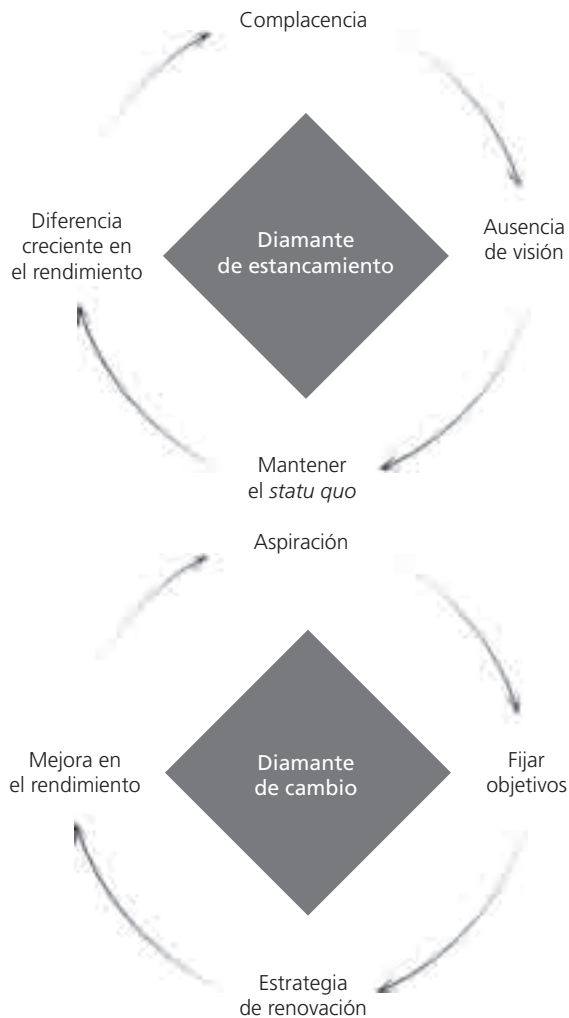 Complacencia
Diferencia
creciente en
el rendimiento
Diamante
de estancamiento
Ausencia
de visión
Mantener
el statu quo
Aspiración
Mejora en
el rendimiento
Diamante
de cambio
Fijar
objetivos
Estrategia
de renovación